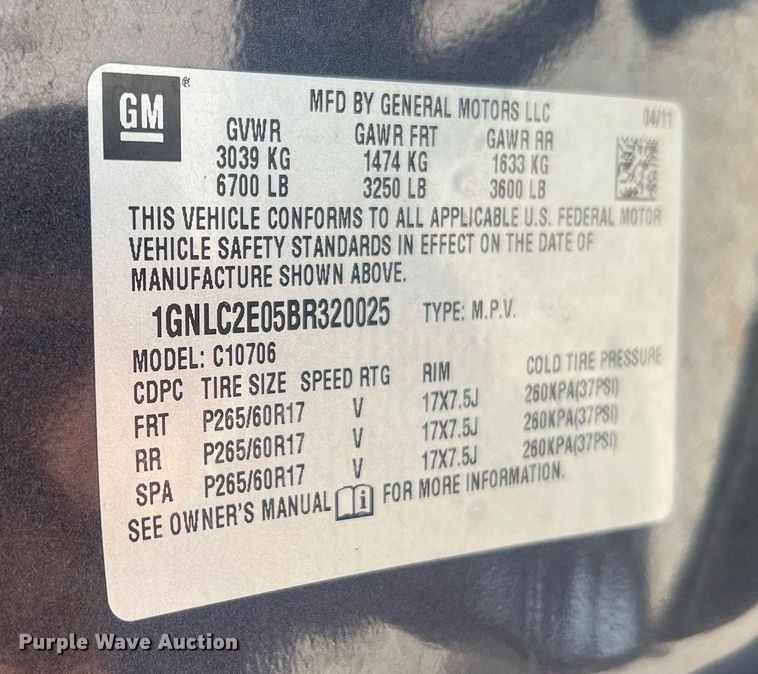 GM ®
MFD BY GENERAL MOTORS LLC 04/11
GVWR GAWR FRT GAWR RR
3039 KG 1474 KG 1633 KG
6700 LB 3250 LB 3600 LB
THIS VEHICLE CONFORMS TO ALL APPLICABLE U.S. FEDERAL MOTOR
VEHICLE SAFETY STANDARDS IN EFFECT ON THE DATE OF
MANUFACTURE SHOWN ABOVE.
1GNLC2E05BR320025 TYPE: M.P.V.
MODEL: C10706
CDPC TIRE SIZE SPEED RTG RIM COLD TIRE PRESSURE
FRT P265/60R17 V 17X7.5J 260KPA(37PSI)
RR P265/60R17 V 17X7.5J 260KPA(37PSI)
SPA P265/60R17 V 17X7.5J 260KPA(37PSI)
SEE OWNER'S MANUAL i FOR MORE INFORMATION.
Purple Wave Auction